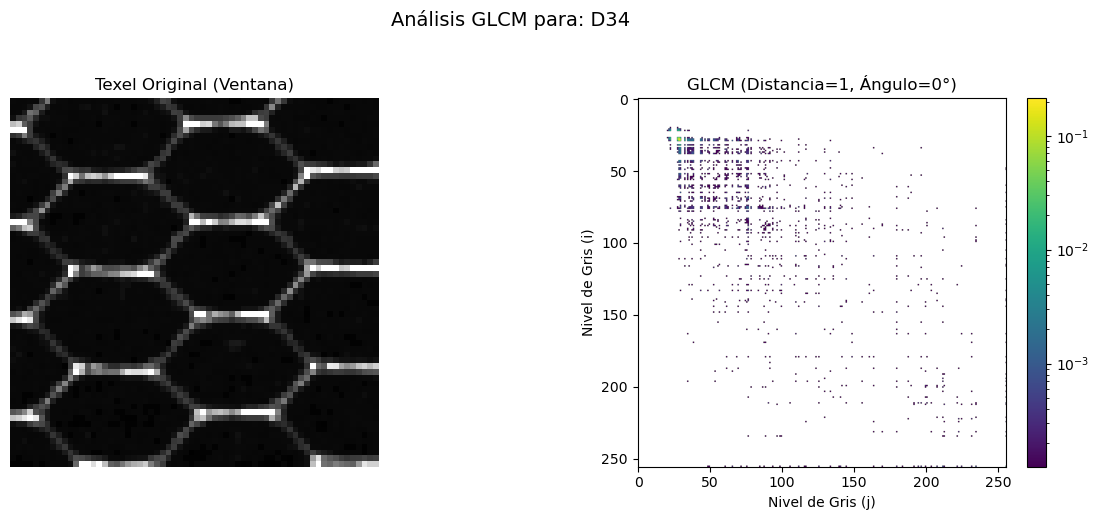 Análisis GLCM para: D34
Texel Original (Ventana)
GLCM (Distancia=1, Ángulo=0°)
Nivel de Gris (i)
0
50
100
150
200
250
0 50 100 150 200 250
Nivel de Gris (j)
10⁻¹
10⁻²
10⁻³